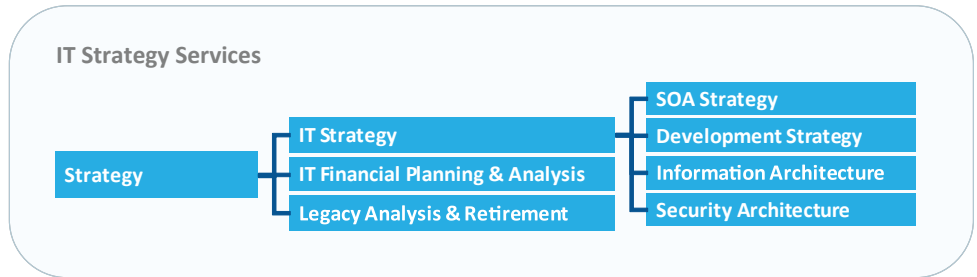 IT Strategy Services
Strategy
IT Strategy
IT Financial Planning & Analysis
Legacy Analysis & Retirement
SOA Strategy
Development Strategy
Information Architecture
Security Architecture